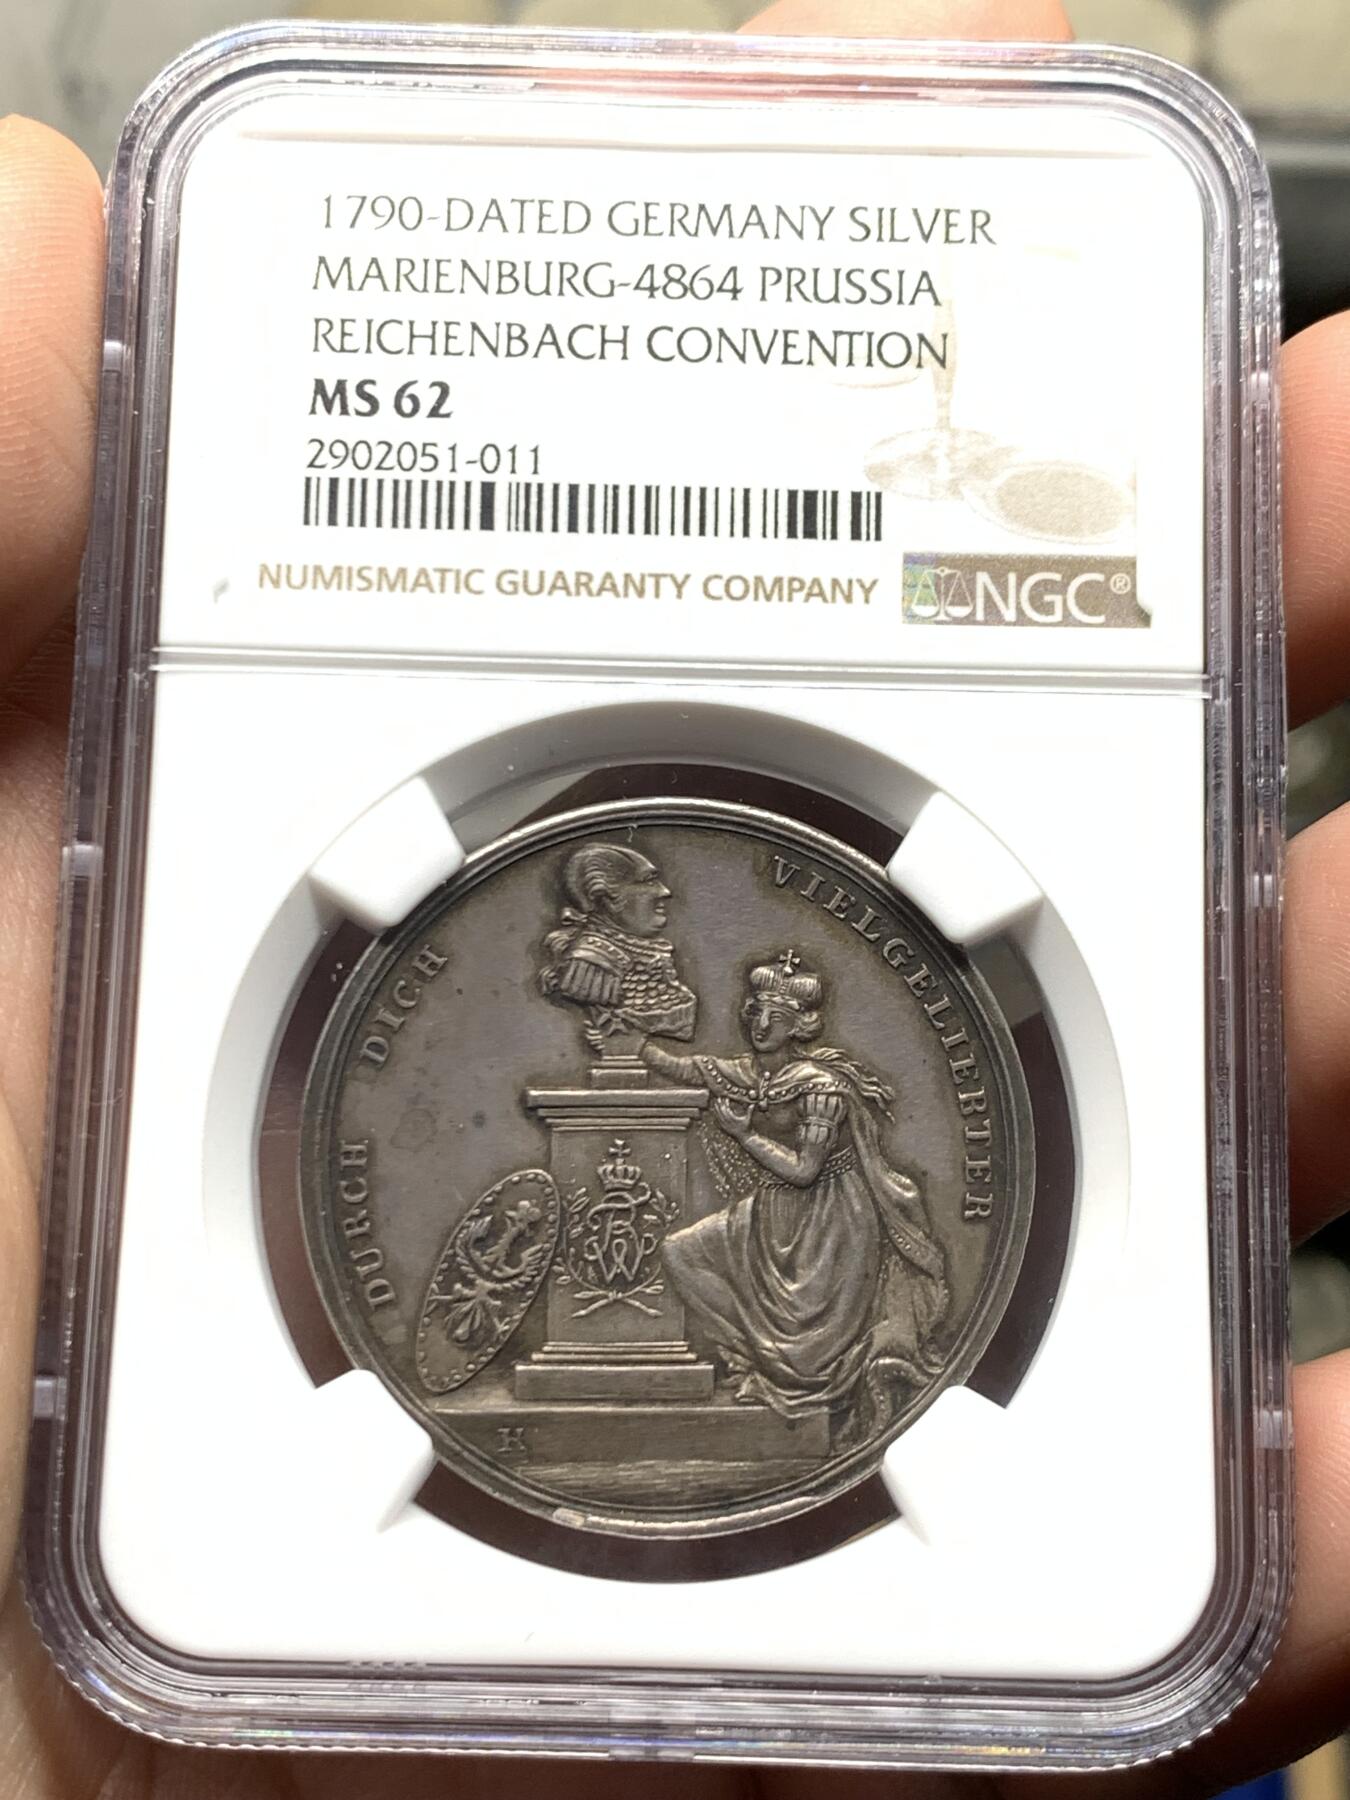 1790-DATED GERMANY SILVER
MARIENBURG-4864 PRUSSIA
REICHENBACH CONVENTION
MS 62
2902051-011
NUMISMATIC GUARANTY COMPANY
NGC®
DURCH DICH VIELGELIEBTER
FWR
H